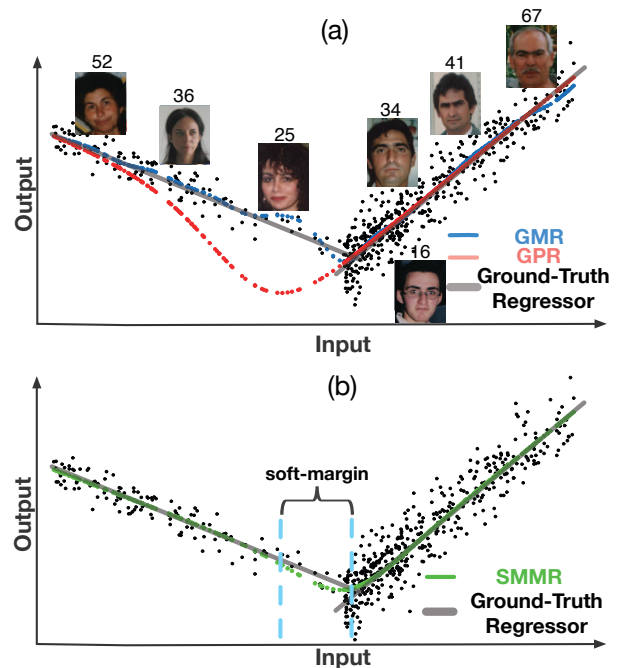 (a)
52
36
25
34
41
67
16
Output
GMR
GPR
Ground-Truth
Regressor
Input
(b)
soft-margin
Output
SMMR
Ground-Truth
Regressor
Input